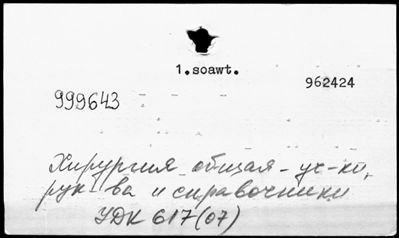 1.soawt.
962424
999643
Хирургия общая - уч-ки,
рук-ва и справочники
УДК 617(07)